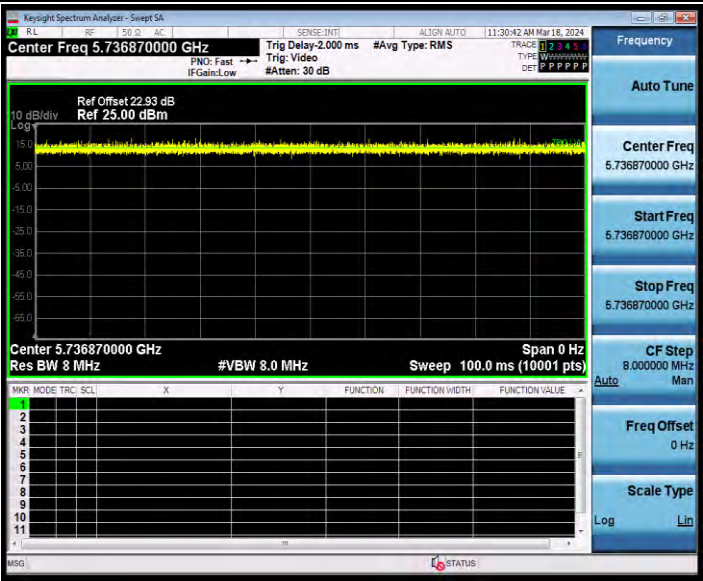 Keysight Spectrum Analyzer - Swept SA
RL RF 50 Ω AC SENSE:INT ALIGN AUTO 11:30:42 AM Mar 18, 2024
Center Freq 5.736870000 GHz
PNO: Fast
IFGain:Low
Trig Delay-2.000 ms
Trig: Video
#Atten: 30 dB
#Avg Type: RMS
TRACE 1 2 3 4 5 6
TYPE WWWWWW
DET P P P P P P
Ref Offset 22.93 dB
10 dB/div Ref 25.00 dBm
Log
15.0
5.00
-5.00
-15.0
-25.0
-35.0
-45.0
-55.0
-65.0
Center 5.736870000 GHz Span 0 Hz
Res BW 8 MHz #VBW 8.0 MHz Sweep 100.0 ms (10001 pts)
MKR MODE TRC SCL X Y FUNCTION FUNCTION WIDTH FUNCTION VALUE
1
2
3
4
5
6
7
8
9
10
11
MSG STATUS
Frequency
Auto Tune
Center Freq
5.736870000 GHz
Start Freq
5.736870000 GHz
Stop Freq
5.736870000 GHz
CF Step
8.000000 MHz
Auto Man
Freq Offset
0 Hz
Scale Type
Log Lin